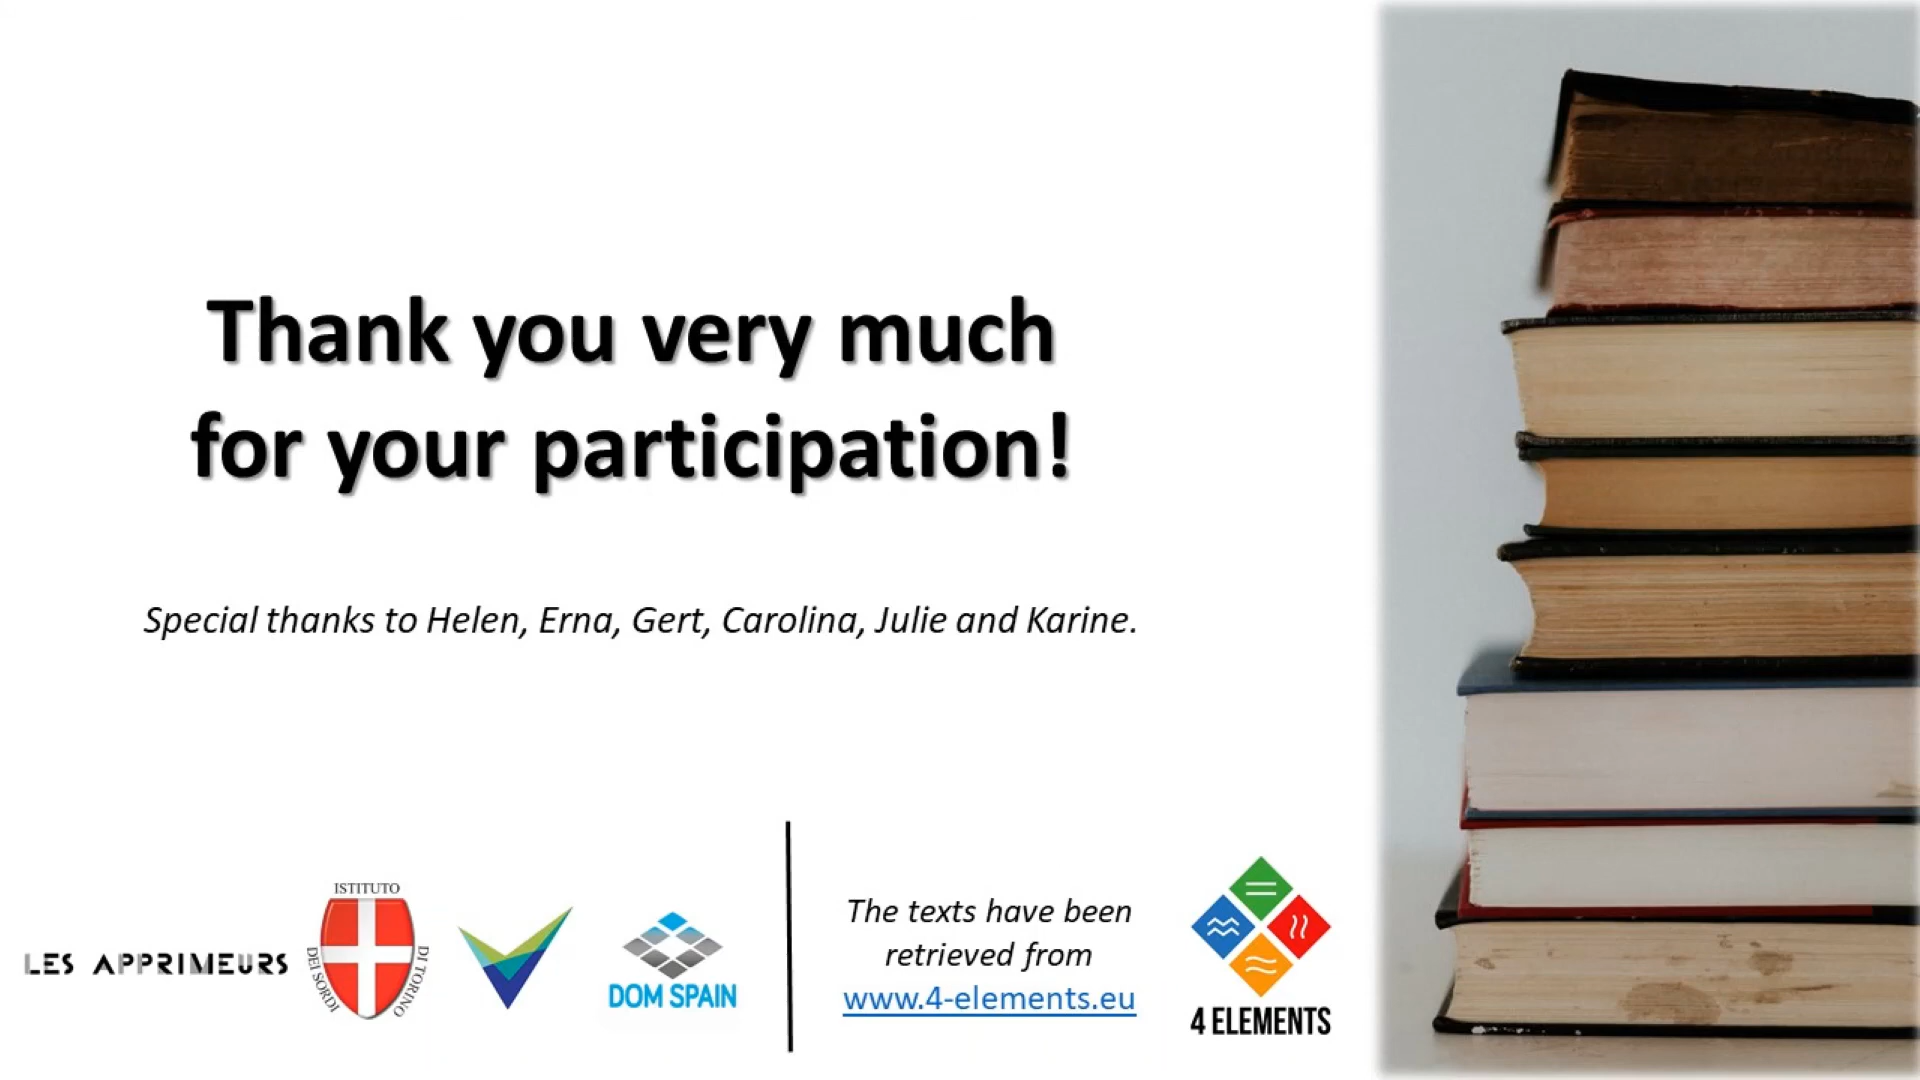 Thank you very much
for your participation!
Special thanks to Helen, Erna, Gert, Carolina, Julie and Karine.
LES APPRIMEURS
ISTITUTO
DEI SORDI
DI TORINO
DOM SPAIN
The texts have been
retrieved from
www.4-elements.eu
4 ELEMENTS